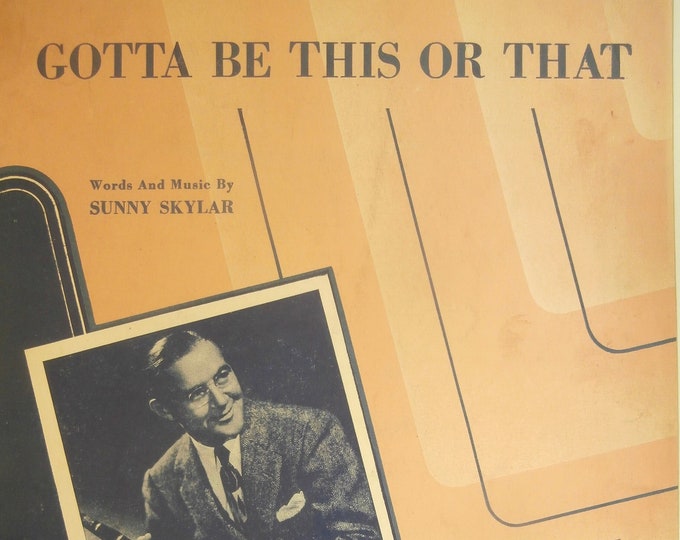 GOTTA BE THIS OR THAT
Words And Music By
SUNNY SKYLAR